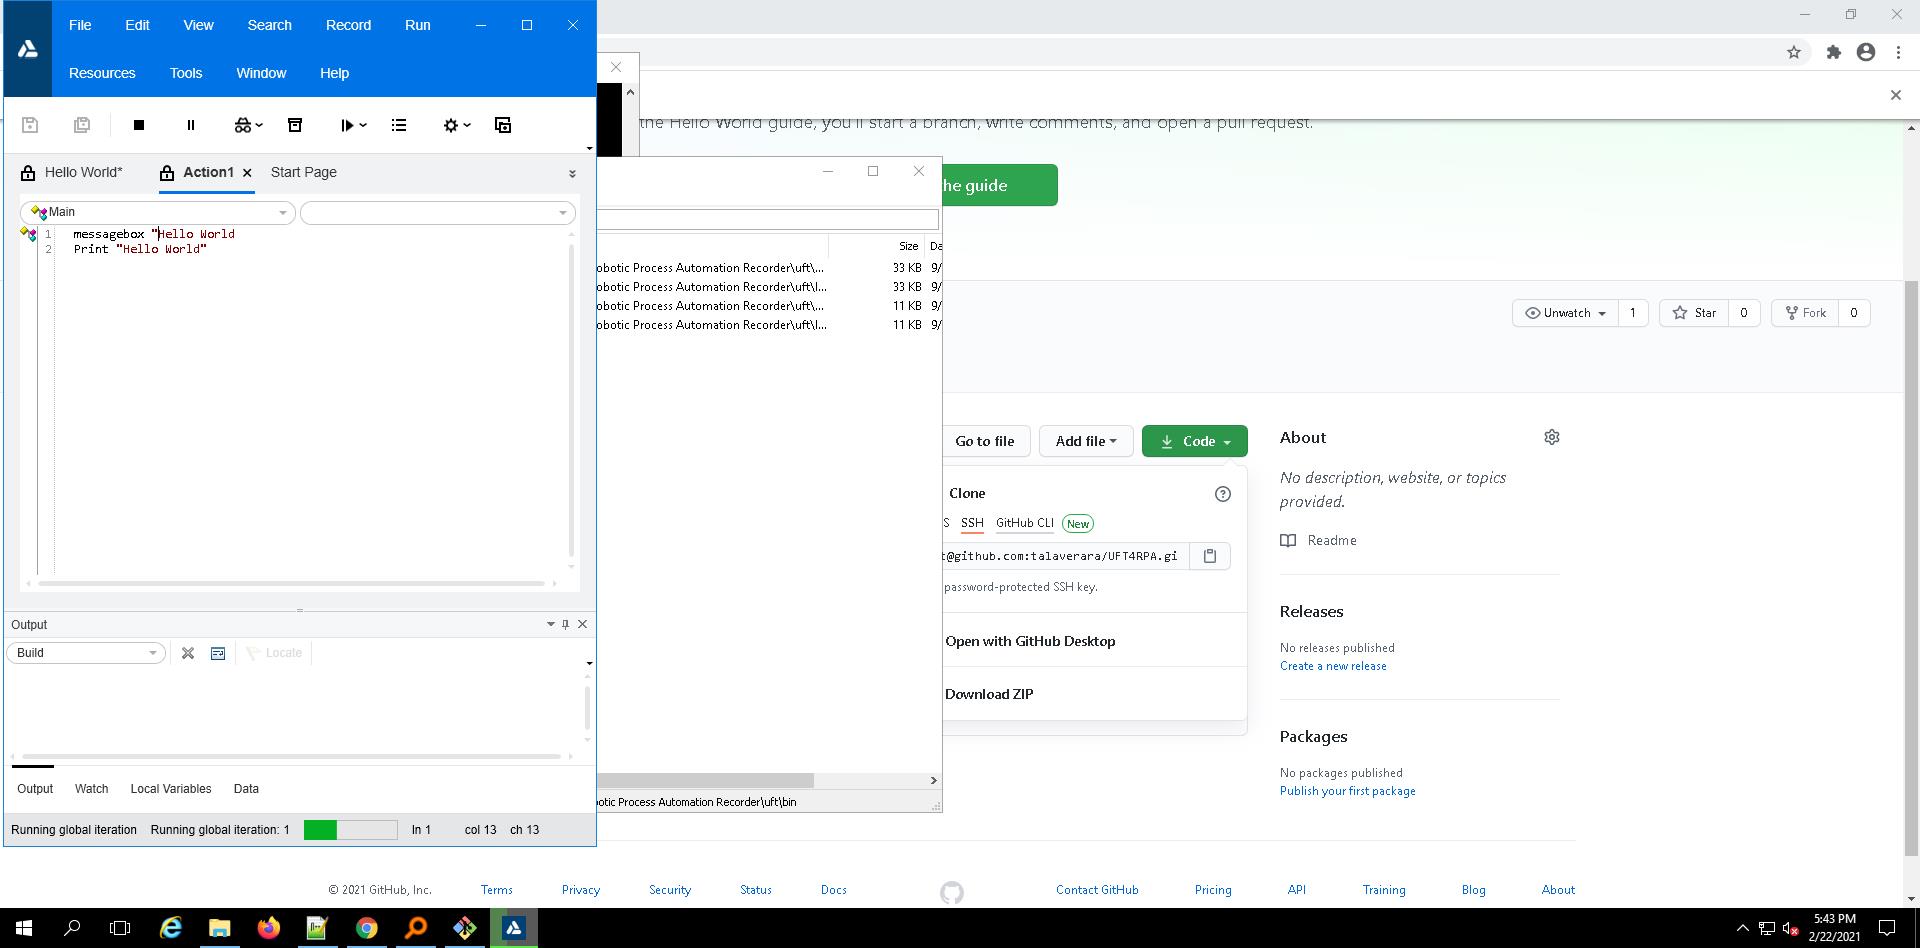 File Edit View Search Record Run
Resources Tools Window Help
Hello World* Action1 Start Page
Main
1 messagebox "Hello World
2 Print "Hello World"
Output
Build
Locate
Output Watch Local Variables Data
Running global iteration Running global iteration: 1 ln 1 col 13 ch 13
Size Da
obotic Process Automation Recorder\uft\... 33 KB 9/
obotic Process Automation Recorder\uft\l... 33 KB 9/
obotic Process Automation Recorder\uft\... 11 KB 9/
obotic Process Automation Recorder\uft\l... 11 KB 9/
otic Process Automation Recorder\uft\bin
the Hello World guide, you'll start a branch, write comments, and open a pull request.
he guide
Unwatch 1 Star 0 Fork 0
Go to file Add file Code
Clone
S SSH GitHub CLI New
t@github.com:talaverara/UFT4RPA.gi
password-protected SSH key.
Open with GitHub Desktop
Download ZIP
About
No description, website, or topics
provided.
Readme
Releases
No releases published
Create a new release
Packages
No packages published
Publish your first package
© 2021 GitHub, Inc. Terms Privacy Security Status Docs Contact GitHub Pricing API Training Blog About
5:43 PM
2/22/2021